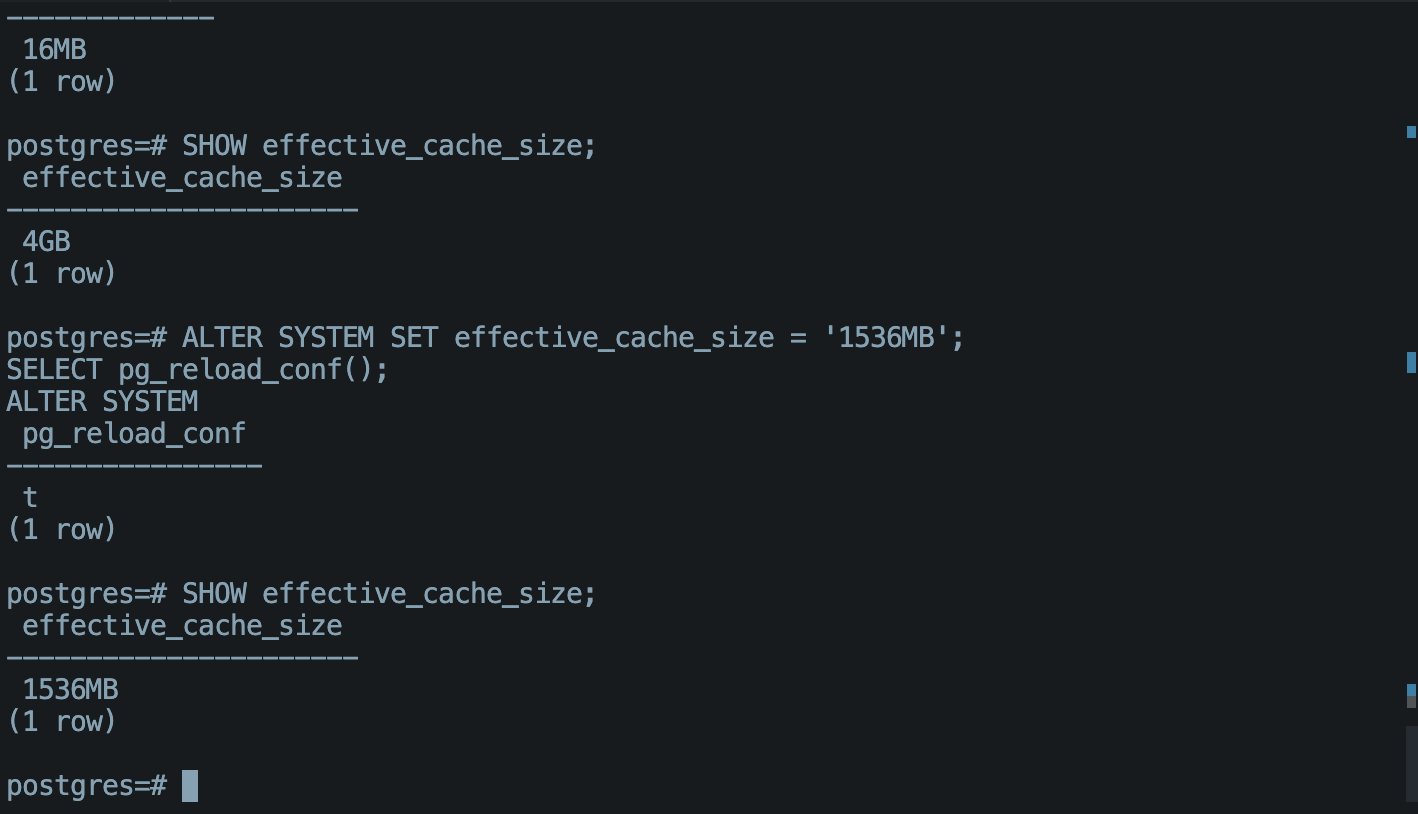 -------------
 16MB
(1 row)

postgres=# SHOW effective_cache_size;
 effective_cache_size
----------------------
 4GB
(1 row)

postgres=# ALTER SYSTEM SET effective_cache_size = '1536MB';
SELECT pg_reload_conf();
ALTER SYSTEM
 pg_reload_conf
----------------
 t
(1 row)

postgres=# SHOW effective_cache_size;
 effective_cache_size
----------------------
 1536MB
(1 row)

postgres=#